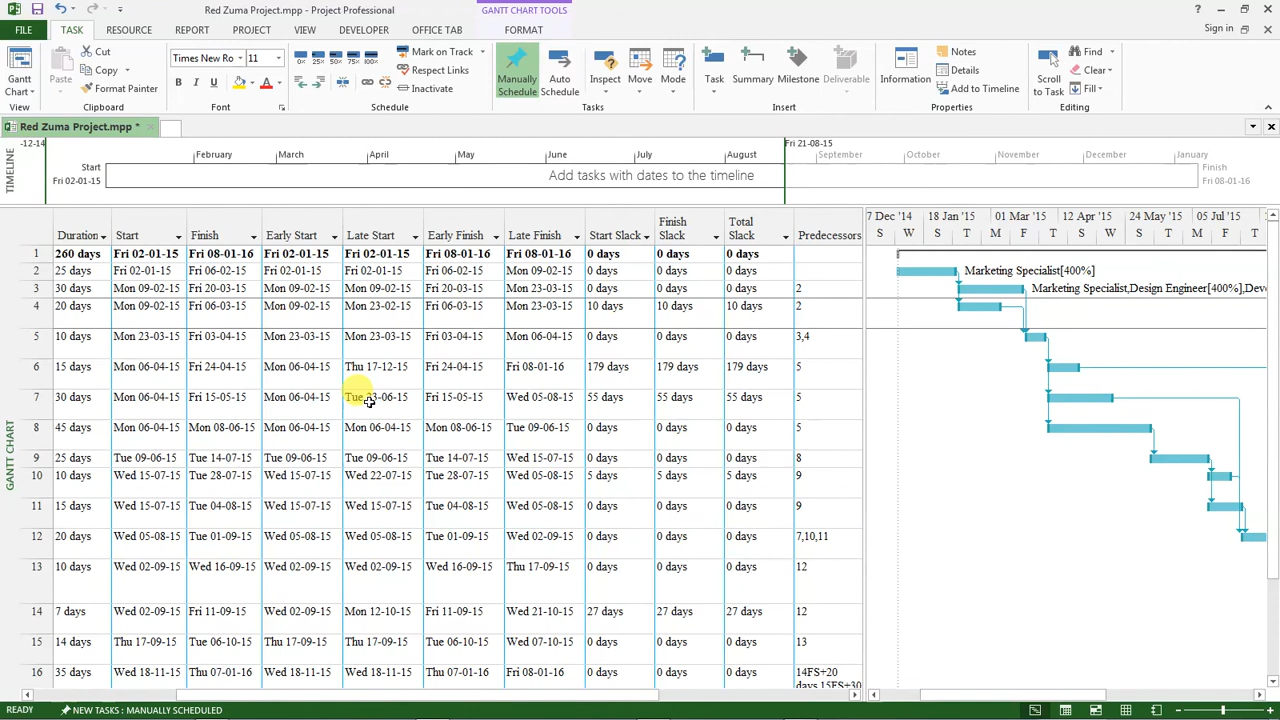 Red Zuma Project.mpp - Project Professional
GANTT CHART TOOLS
FILE TASK RESOURCE REPORT PROJECT VIEW DEVELOPER OFFICE TAB FORMAT
Sign in
Gantt Chart
View
Paste
Cut
Copy
Format Painter
Clipboard
Times New Ro 11
B I U
Font
Mark on Track
Respect Links
Inactivate
Schedule
Manually Schedule
Auto Schedule
Inspect Move Mode
Tasks
Task Summary Milestone Deliverable
Insert
Information
Notes
Details
Add to Timeline
Properties
Scroll to Task
Find
Clear
Fill
Editing
Red Zuma Project.mpp *
TIMELINE
-12-14
Fri 21-08-15
February March April May June July August September October November December January
Start
Fri 02-01-15
Add tasks with dates to the timeline
Finish
Fri 08-01-16
Duration Start Finish Early Start Late Start Early Finish Late Finish Start Slack Finish Slack Total Slack Predecessors
7 Dec '14 18 Jan '15 01 Mar '15 12 Apr '15 24 May '15 05 Jul '15
S W T M F T S W T M F T
GANTT CHART
1 260 days Fri 02-01-15 Fri 08-01-16 Fri 02-01-15 Fri 02-01-15 Fri 08-01-16 Fri 08-01-16 0 days 0 days 0 days
2 25 days Fri 02-01-15 Fri 06-02-15 Fri 02-01-15 Fri 02-01-15 Fri 06-02-15 Mon 09-02-15 0 days 0 days 0 days
Marketing Specialist[400%]
3 30 days Mon 09-02-15 Fri 20-03-15 Mon 09-02-15 Mon 09-02-15 Fri 20-03-15 Mon 23-03-15 0 days 0 days 0 days 2
Marketing Specialist,Design Engineer[400%],Deve
4 20 days Mon 09-02-15 Fri 06-03-15 Mon 09-02-15 Mon 23-02-15 Fri 06-03-15 Mon 23-03-15 10 days 10 days 10 days 2
5 10 days Mon 23-03-15 Fri 03-04-15 Mon 23-03-15 Mon 23-03-15 Fri 03-04-15 Mon 06-04-15 0 days 0 days 0 days 3,4
6 15 days Mon 06-04-15 Fri 24-04-15 Mon 06-04-15 Thu 17-12-15 Fri 24-04-15 Fri 08-01-16 179 days 179 days 179 days 5
7 30 days Mon 06-04-15 Fri 15-05-15 Mon 06-04-15 Tue 23-06-15 Fri 15-05-15 Wed 05-08-15 55 days 55 days 55 days 5
8 45 days Mon 06-04-15 Mon 08-06-15 Mon 06-04-15 Mon 06-04-15 Mon 08-06-15 Tue 09-06-15 0 days 0 days 0 days 5
9 25 days Tue 09-06-15 Tue 14-07-15 Tue 09-06-15 Tue 09-06-15 Tue 14-07-15 Wed 15-07-15 0 days 0 days 0 days 8
10 10 days Wed 15-07-15 Tue 28-07-15 Wed 15-07-15 Wed 22-07-15 Tue 28-07-15 Wed 05-08-15 5 days 5 days 5 days 9
11 15 days Wed 15-07-15 Tue 04-08-15 Wed 15-07-15 Wed 15-07-15 Tue 04-08-15 Wed 05-08-15 0 days 0 days 0 days 9
12 20 days Wed 05-08-15 Tue 01-09-15 Wed 05-08-15 Wed 05-08-15 Tue 01-09-15 Wed 02-09-15 0 days 0 days 0 days 7,10,11
13 10 days Wed 02-09-15 Wed 16-09-15 Wed 02-09-15 Wed 02-09-15 Wed 16-09-15 Thu 17-09-15 0 days 0 days 0 days 12
14 7 days Wed 02-09-15 Fri 11-09-15 Wed 02-09-15 Mon 12-10-15 Fri 11-09-15 Wed 21-10-15 27 days 27 days 27 days 12
15 14 days Thu 17-09-15 Tue 06-10-15 Thu 17-09-15 Thu 17-09-15 Tue 06-10-15 Wed 07-10-15 0 days 0 days 0 days 13
16 35 days Wed 18-11-15 Thu 07-01-16 Wed 18-11-15 Wed 18-11-15 Thu 07-01-16 Fri 08-01-16 0 days 0 days 0 days 14FS+20
days,15FS+30
READY NEW TASKS : MANUALLY SCHEDULED